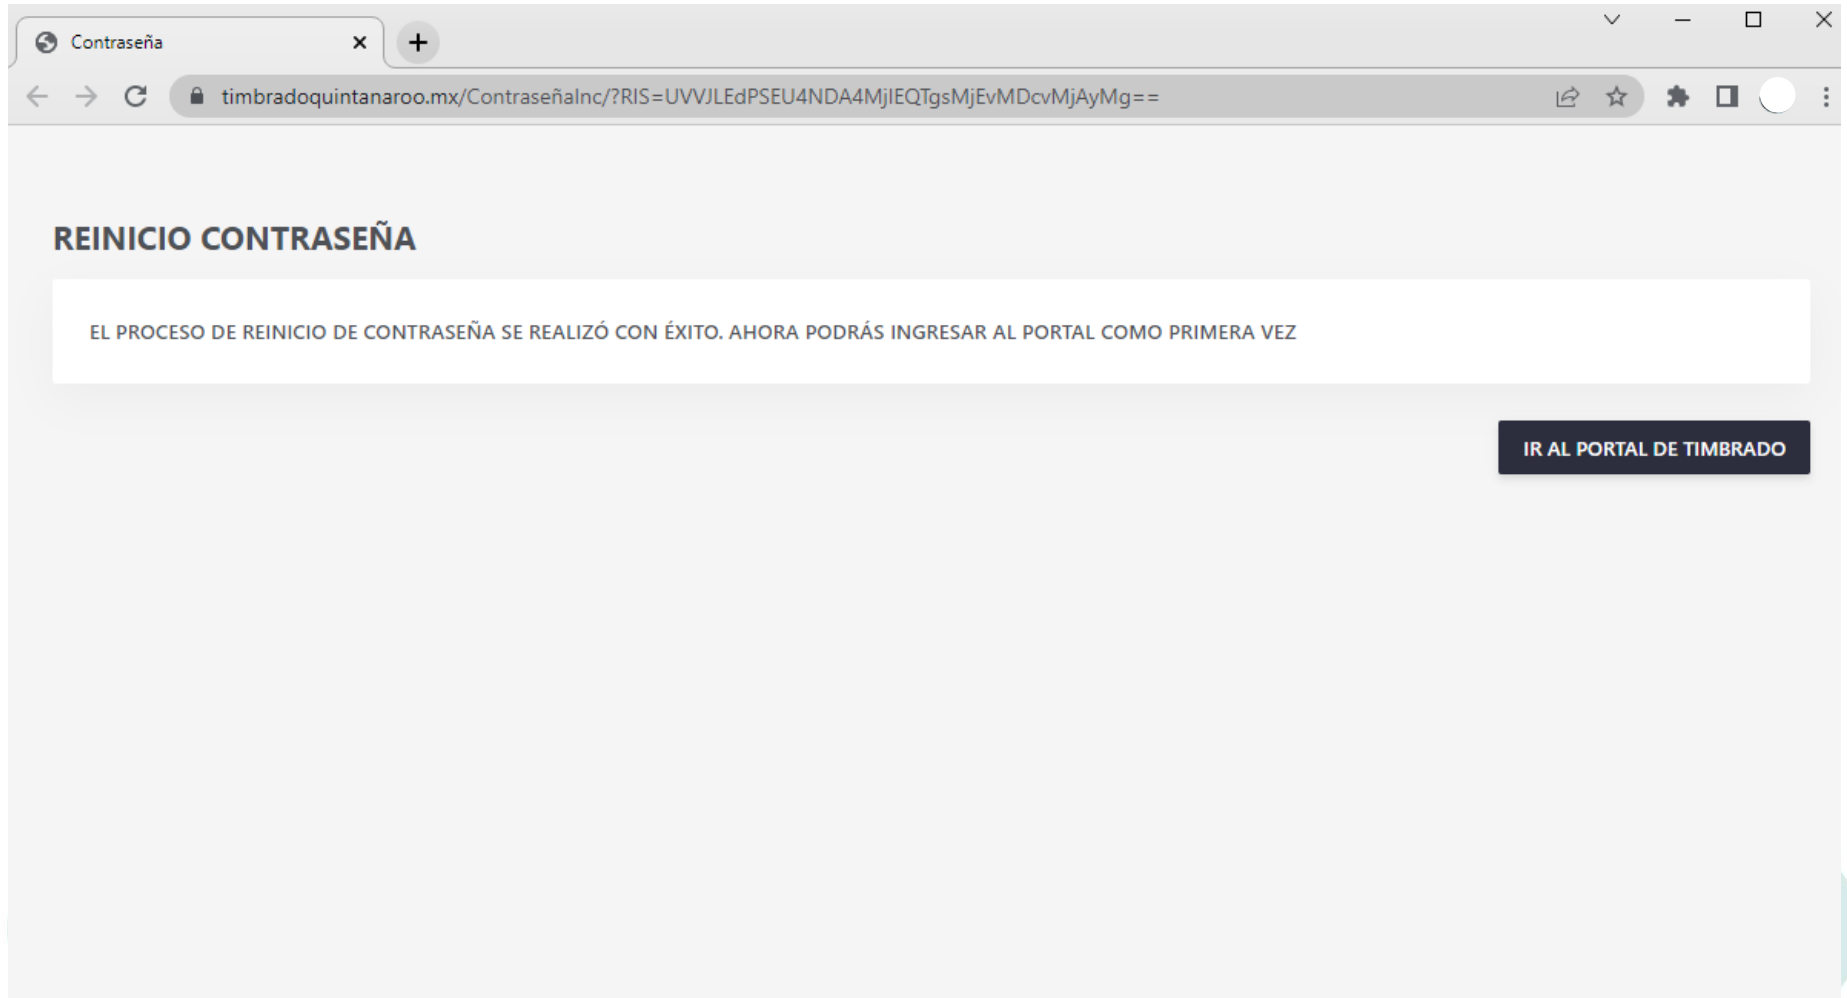 Contraseña
timbradoquintanaroo.mx/ContraseñaInc/?RIS=UVVJLEdPSEU4NDA4MjIEQTgsMjEvMDcvMjAyMg==
REINICIO CONTRASEÑA
EL PROCESO DE REINICIO DE CONTRASEÑA SE REALIZÓ CON ÉXITO. AHORA PODRÁS INGRESAR AL PORTAL COMO PRIMERA VEZ
IR AL PORTAL DE TIMBRADO